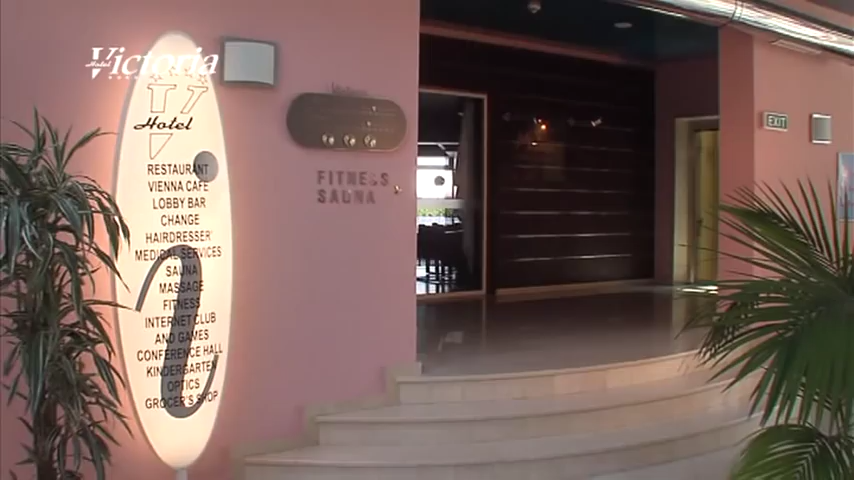 Hotel Victoria
Hotel
RESTAURANT
VIENNA CAFE
LOBBY BAR
CHANGE
HAIRDRESSER
MEDICAL SERVICES
SAUNA
MASSAGE
FITNESS
INTERNET CLUB
AND GAMES
CONFERENCE HALL
KINDERGARTEN
OPTICS
GROCER'S SHOP
FITNESS
SAUNA
EXIT